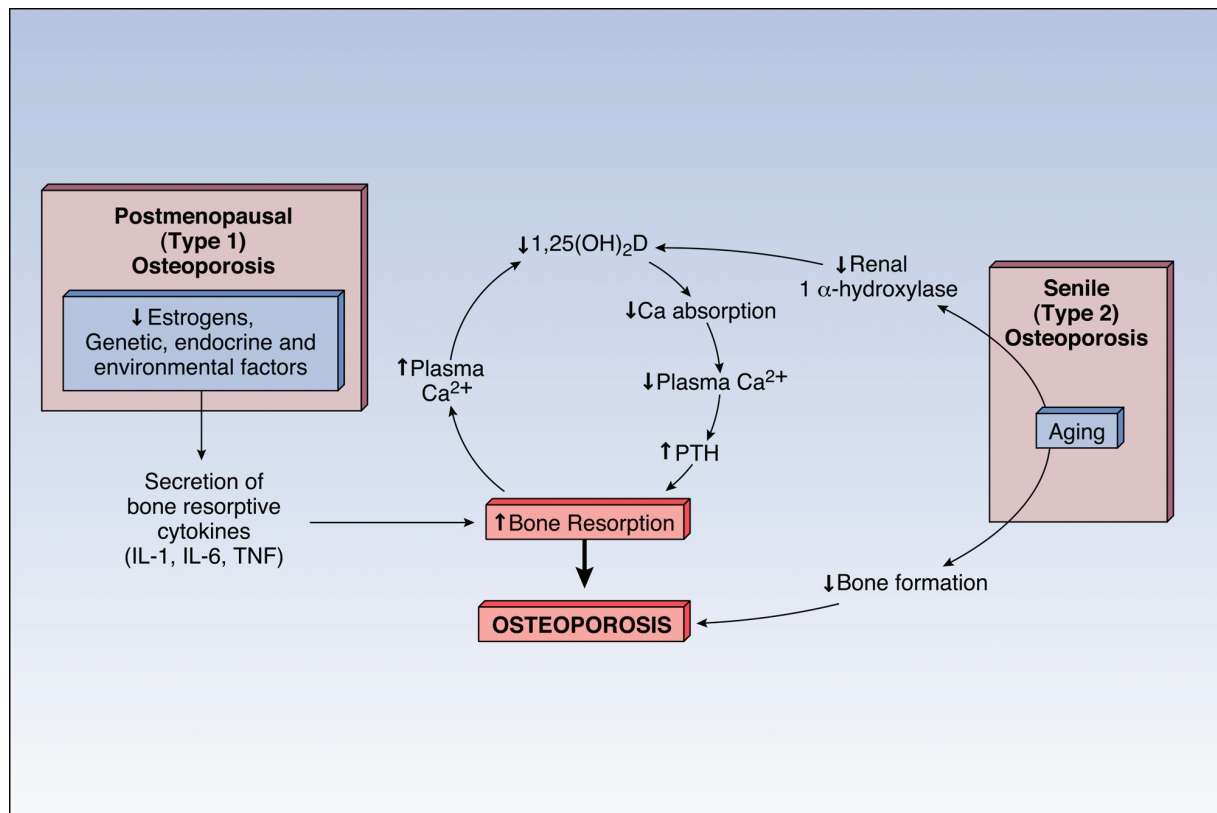 Postmenopausal
(Type 1)
Osteoporosis
↓Estrogens,
Genetic, endocrine and
environmental factors
Secretion of
bone resorptive
cytokines
(IL-1, IL-6, TNF)
↓1,25(OH)₂D
↓Ca absorption
↓Plasma Ca²⁺
↑PTH
↑Plasma
Ca²⁺
↑Bone Resorption
OSTEOPOROSIS
↓Renal
1 α-hydroxylase
Senile
(Type 2)
Osteoporosis
Aging
↓Bone formation